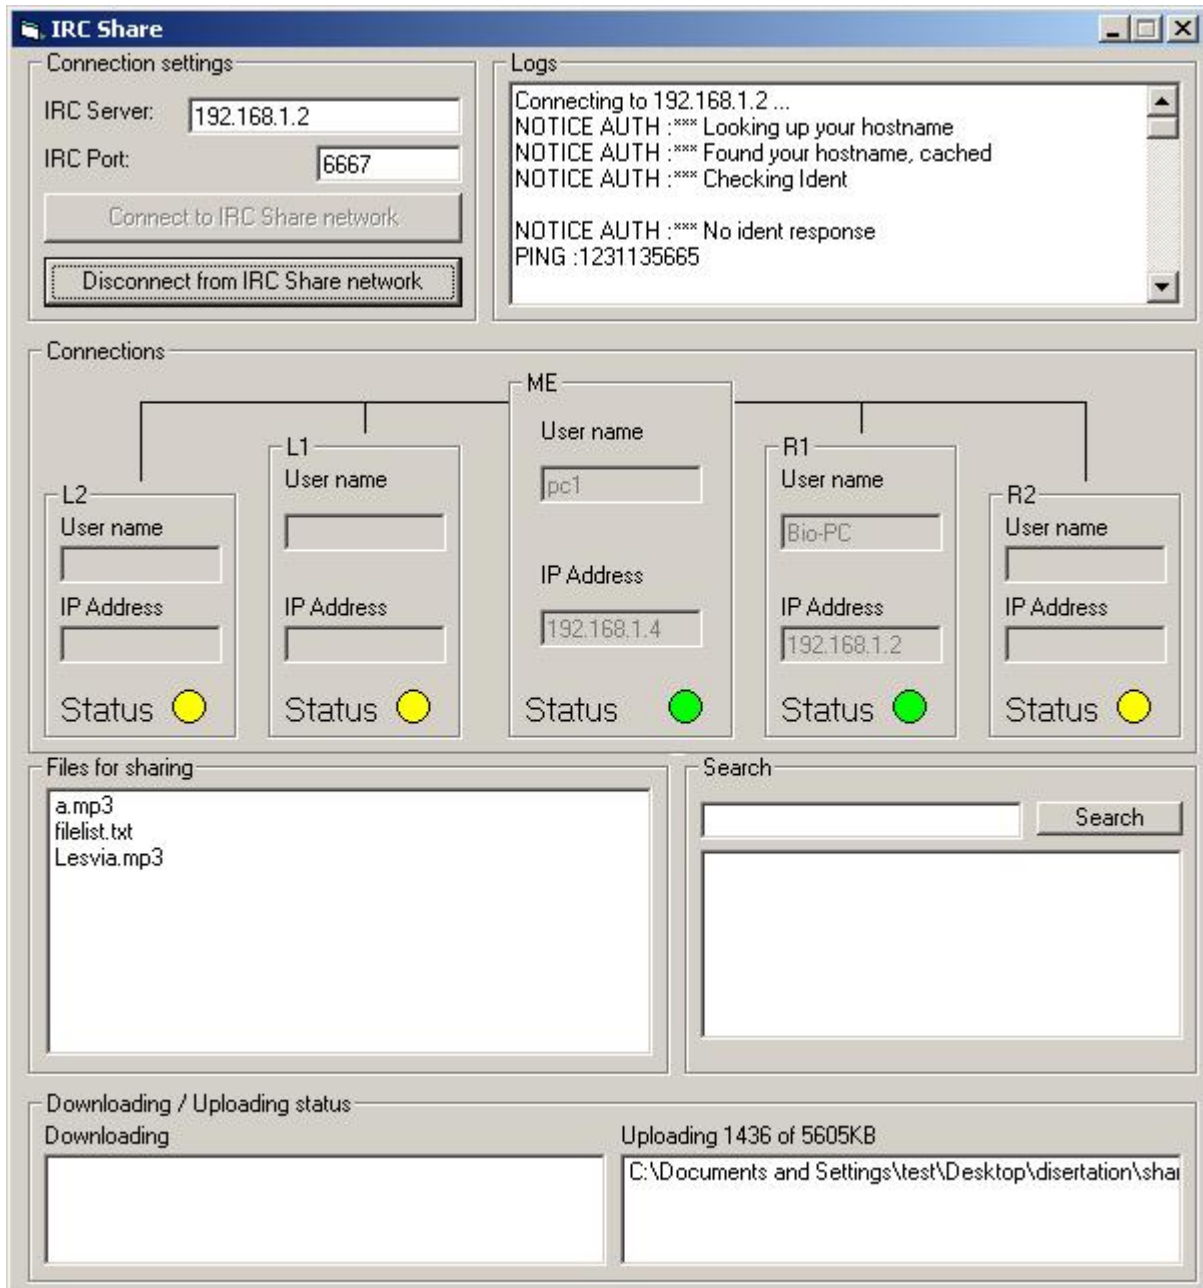 IRC Share
Connection settings
IRC Server:
192.168.1.2
IRC Port:
6667
Connect to IRC Share network
Disconnect from IRC Share network
Logs
Connecting to 192.168.1.2 ...
NOTICE AUTH :*** Looking up your hostname
NOTICE AUTH :*** Found your hostname, cached
NOTICE AUTH :*** Checking Ident
NOTICE AUTH :*** No ident response
PING :1231135665
Connections
L2
User name
IP Address
Status
L1
User name
IP Address
Status
ME
User name
pc1
IP Address
192.168.1.4
Status
R1
User name
Bio-PC
IP Address
192.168.1.2
Status
R2
User name
IP Address
Status
Files for sharing
a.mp3
filelist.txt
Lesvia.mp3
Search
Search
Downloading / Uploading status
Downloading
Uploading 1436 of 5605KB
C:\Documents and Settings\test\Desktop\disertation\shar